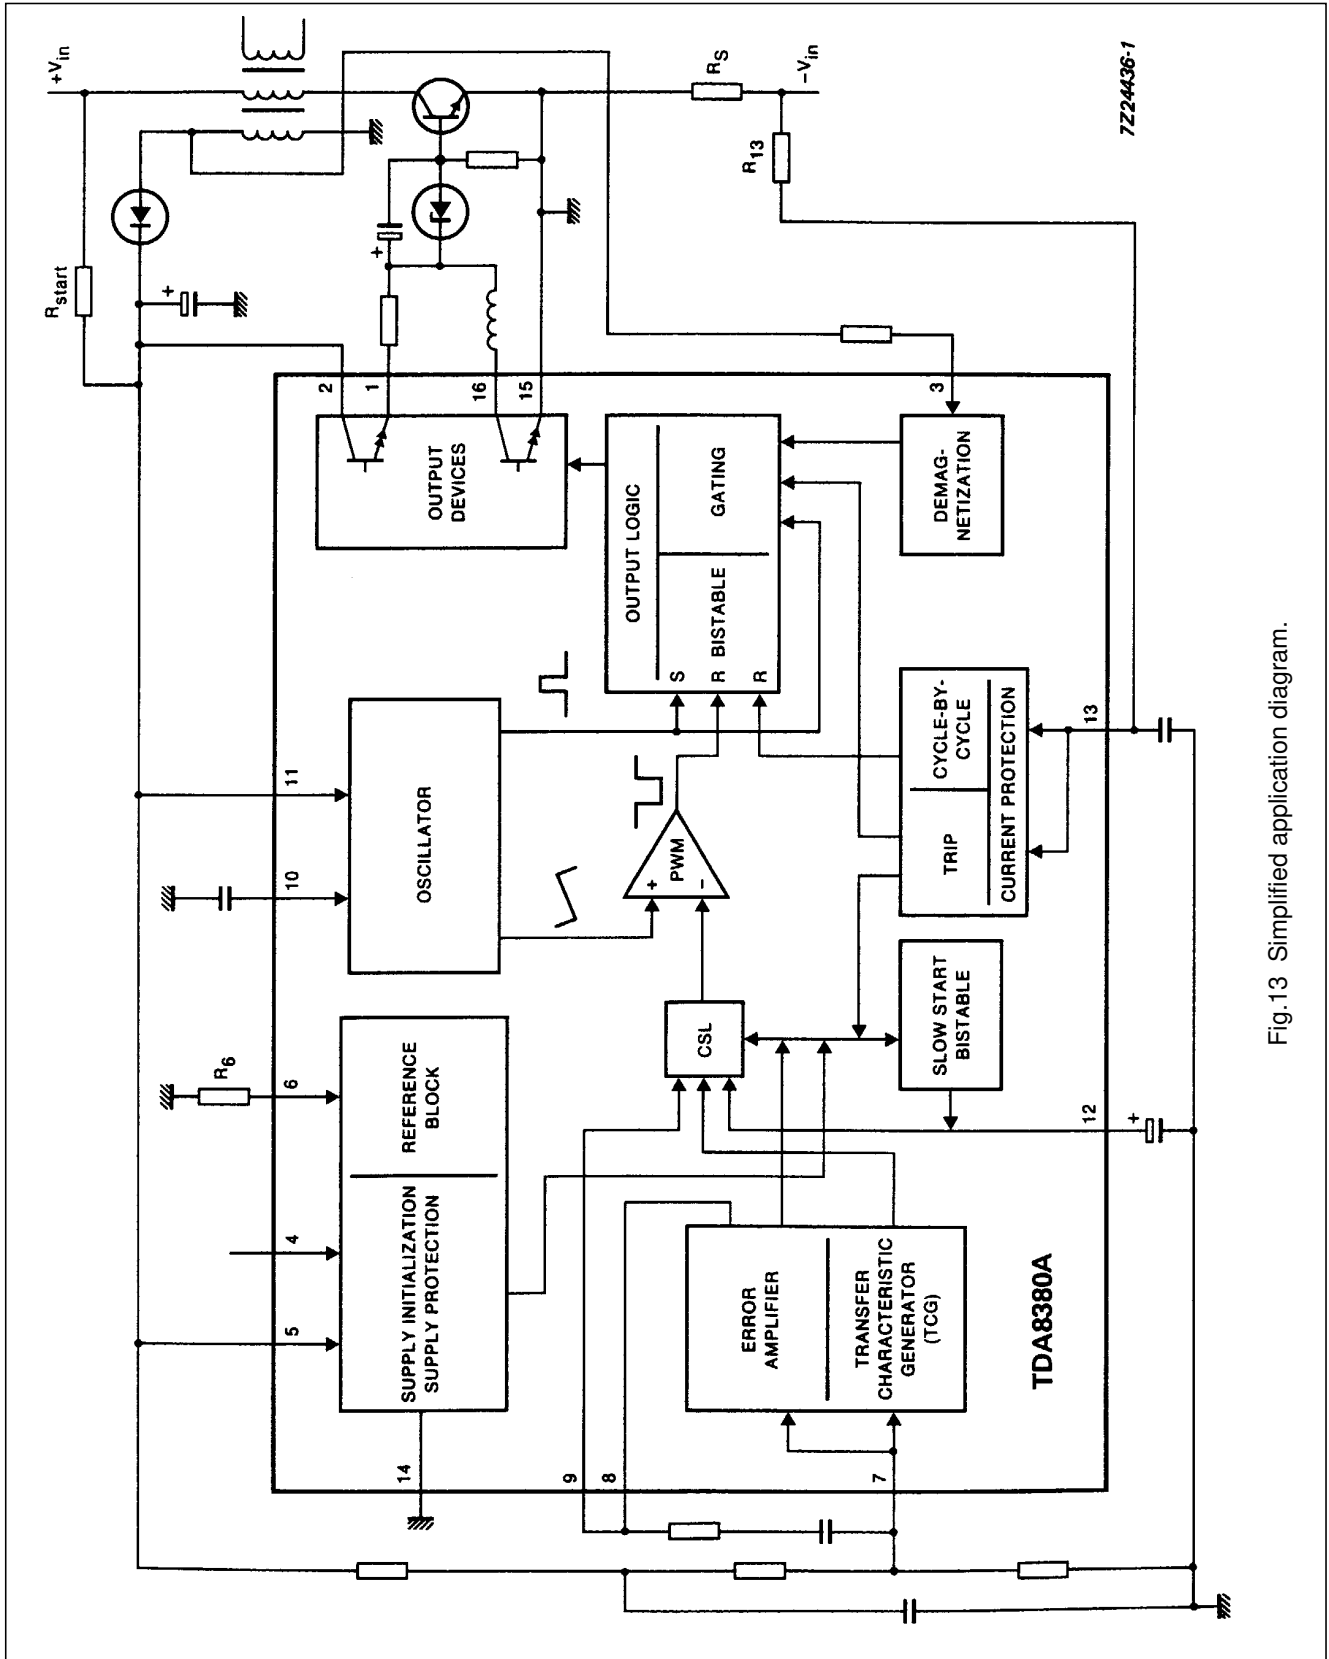 +Vin
Rstart
+
+
RS
−Vin
R13
7Z24436-1
2
1
16
15
3
OUTPUT
DEVICES
OUTPUT LOGIC
GATING
BISTABLE
S
R
R
DEMAG-
NETIZATION
11
10
OSCILLATOR
PWM
+
−
CYCLE-BY-
CYCLE
TRIP
CURRENT PROTECTION
13
R6
6
4
5
REFERENCE
BLOCK
SUPPLY INITIALIZATION
SUPPLY PROTECTION
CSL
SLOW START
BISTABLE
12
+
14
9
8
7
ERROR
AMPLIFIER
TRANSFER
CHARACTERISTIC
GENERATOR
(TCG)
TDA8380A
Fig.13 Simplified application diagram.